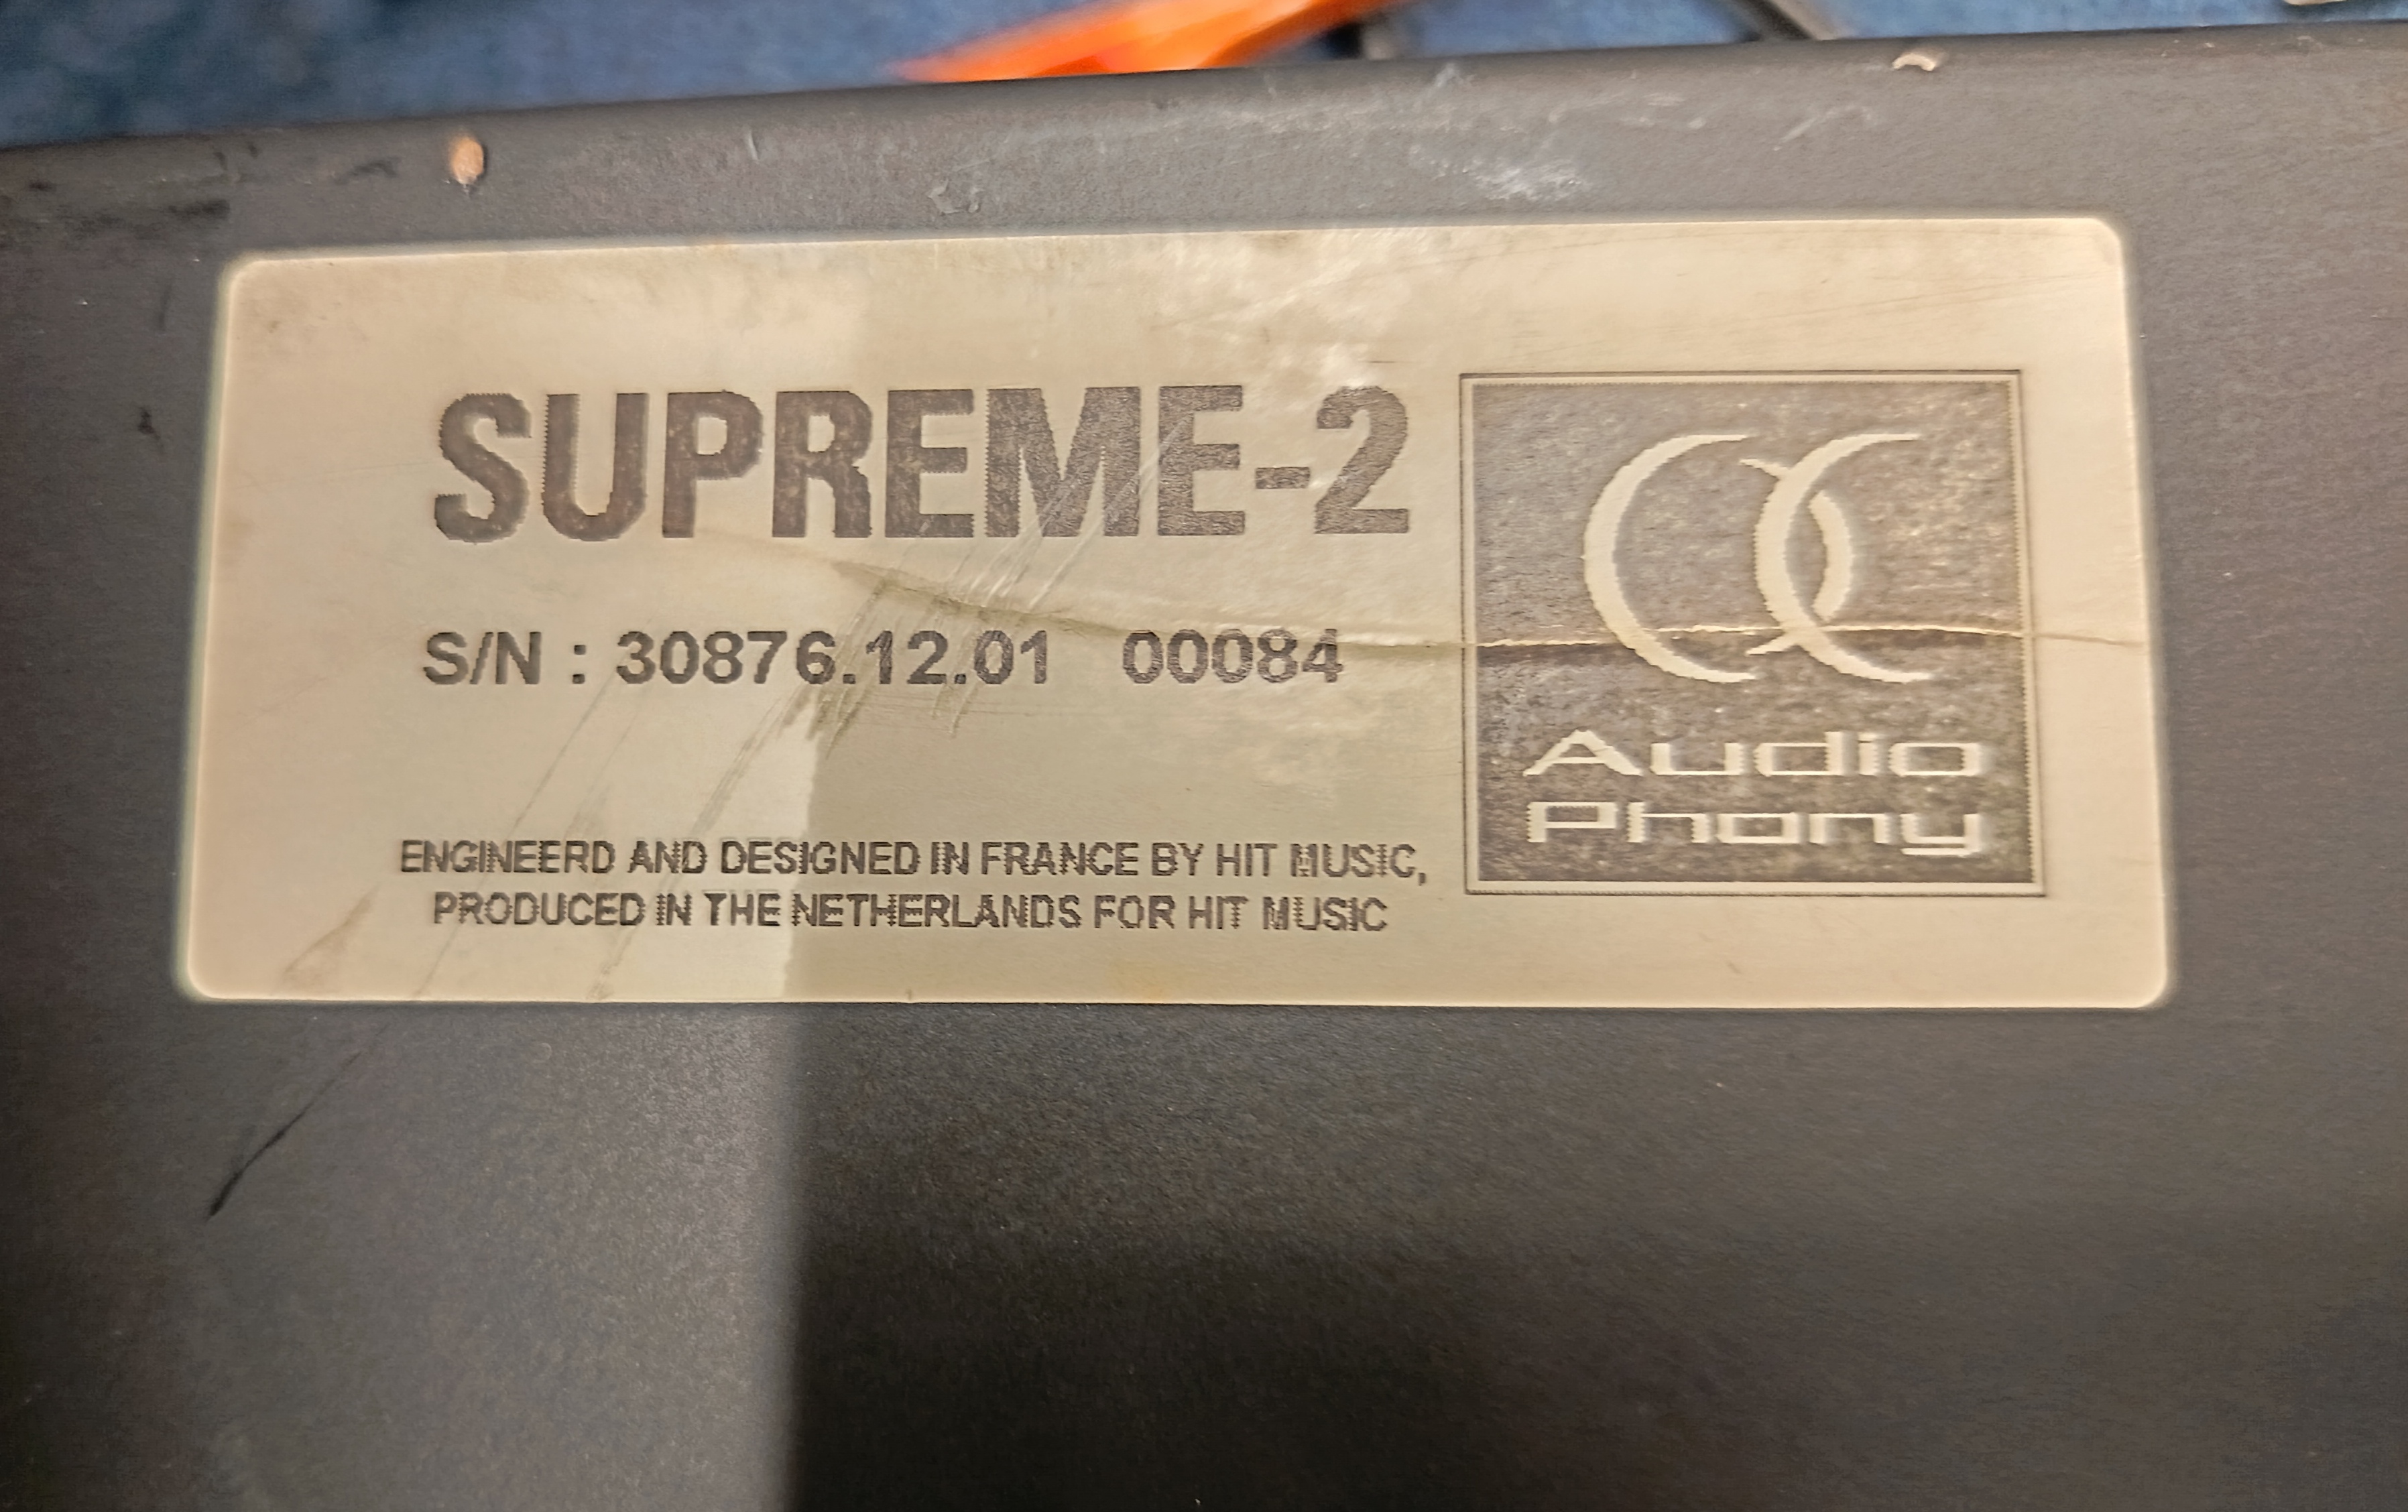 SUPREME-2
S/N : 30876.12.01 00084
ENGINEERD AND DESIGNED IN FRANCE BY HIT MUSIC,
PRODUCED IN THE NETHERLANDS FOR HIT MUSIC
Audio
Phony